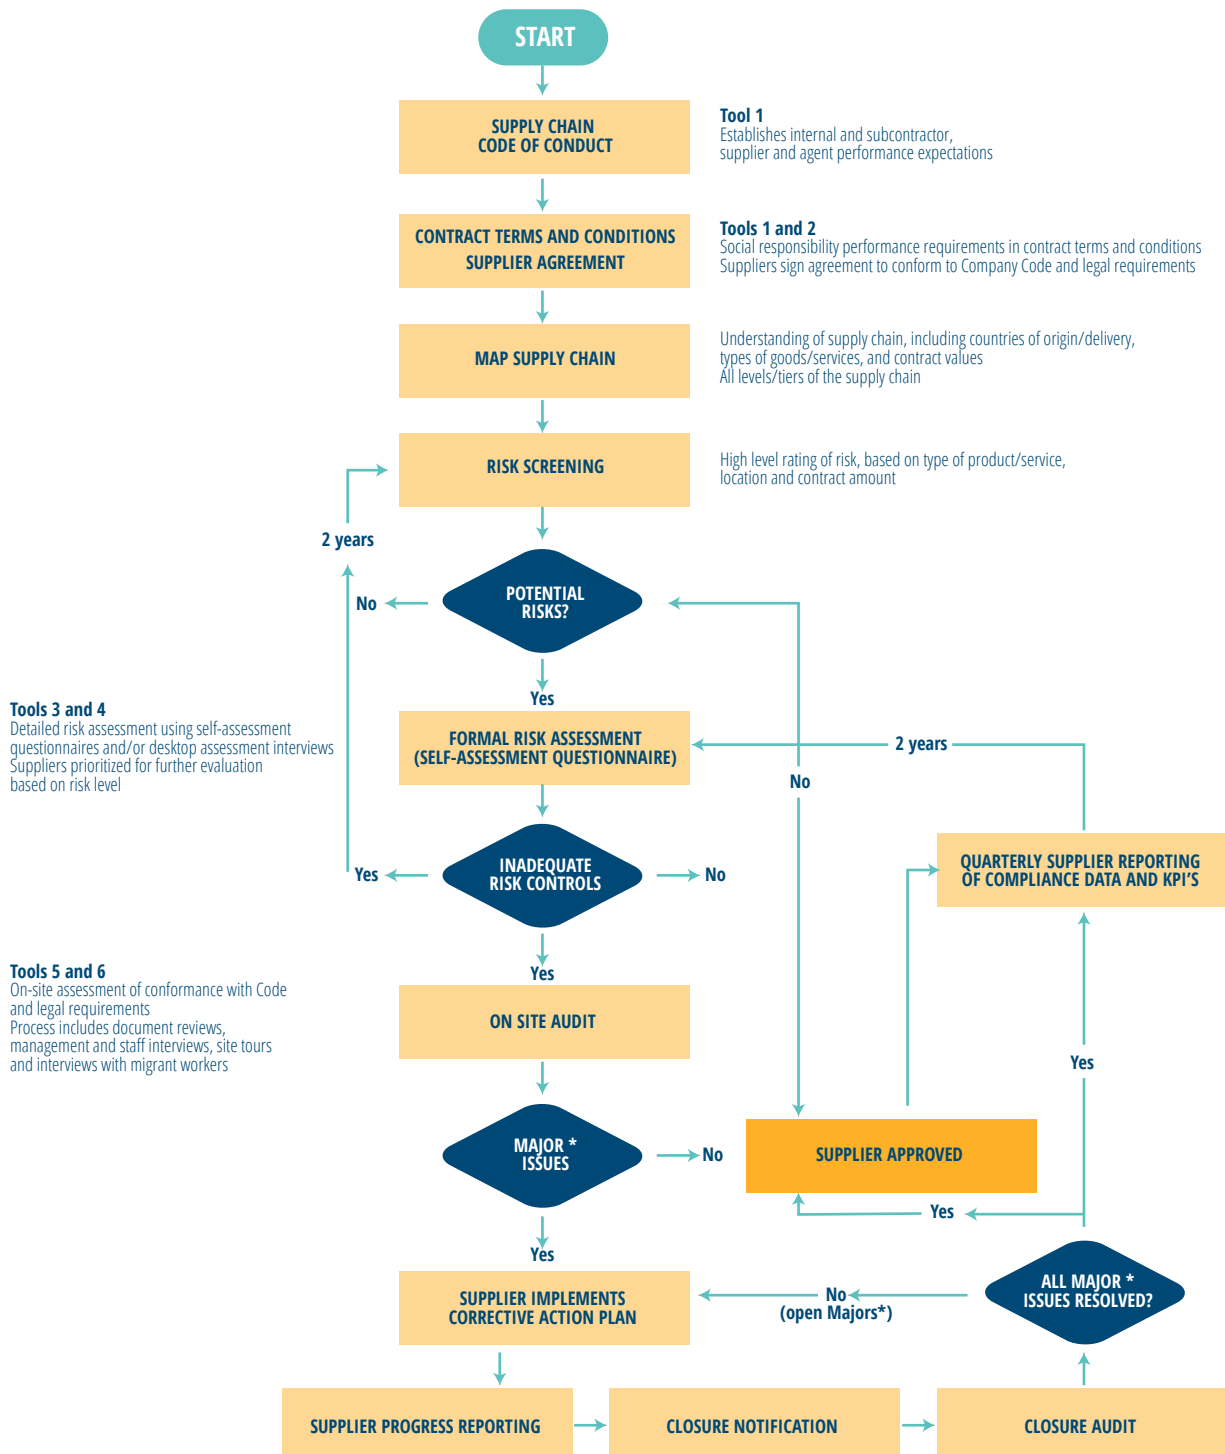 START
SUPPLY CHAIN
CODE OF CONDUCT
Tool 1
Establishes internal and subcontractor,
supplier and agent performance expectations
CONTRACT TERMS AND CONDITIONS
SUPPLIER AGREEMENT
Tools 1 and 2
Social responsibility performance requirements in contract terms and conditions
Suppliers sign agreement to conform to Company Code and legal requirements
MAP SUPPLY CHAIN
Understanding of supply chain, including countries of origin/delivery,
types of goods/services, and contract values
All levels/tiers of the supply chain
RISK SCREENING
High level rating of risk, based on type of product/service,
location and contract amount
2 years
POTENTIAL
RISKS?
No
Yes
Tools 3 and 4
Detailed risk assessment using self-assessment
questionnaires and/or desktop assessment interviews
Suppliers prioritized for further evaluation
based on risk level
FORMAL RISK ASSESSMENT
(SELF-ASSESSMENT QUESTIONNAIRE)
2 years
No
INADEQUATE
RISK CONTROLS
Yes
No
QUARTERLY SUPPLIER REPORTING
OF COMPLIANCE DATA AND KPI'S
Yes
Tools 5 and 6
On-site assessment of conformance with Code
and legal requirements
Process includes document reviews,
management and staff interviews, site tours
and interviews with migrant workers
ON SITE AUDIT
Yes
MAJOR *
ISSUES
No
SUPPLIER APPROVED
Yes
Yes
ALL MAJOR *
ISSUES RESOLVED?
SUPPLIER IMPLEMENTS
CORRECTIVE ACTION PLAN
No
(open Majors*)
SUPPLIER PROGRESS REPORTING
CLOSURE NOTIFICATION
CLOSURE AUDIT